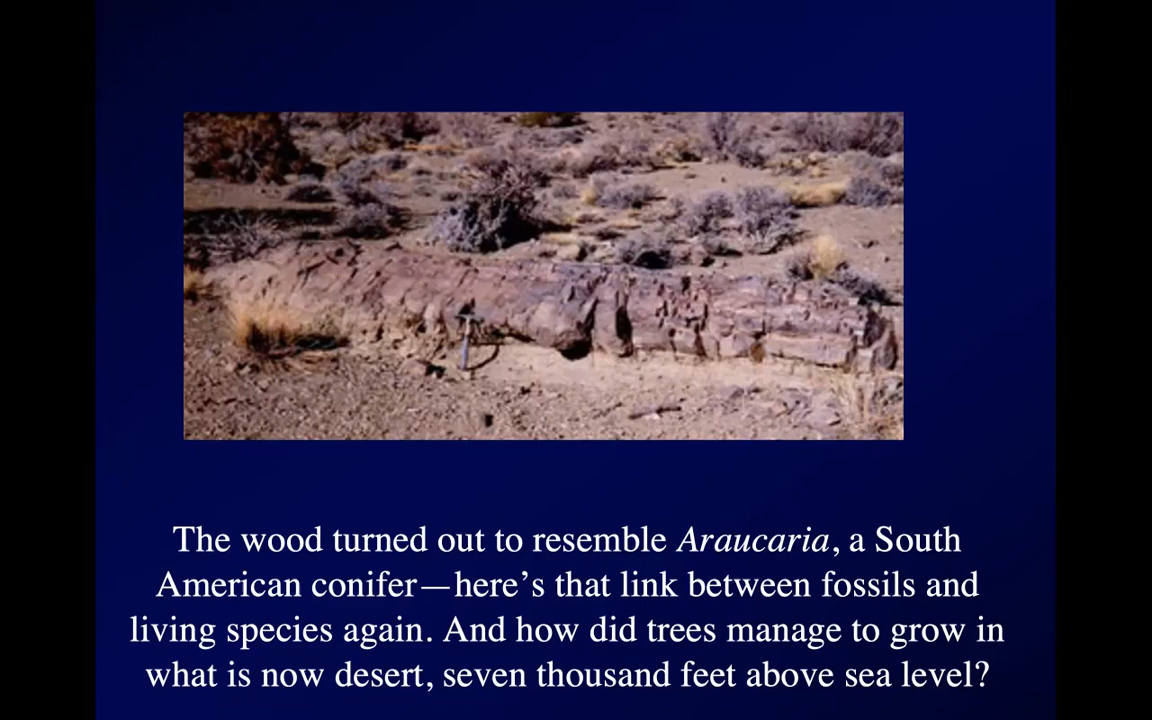 The wood turned out to resemble Araucaria, a South
American conifer—here’s that link between fossils and
living species again. And how did trees manage to grow in
what is now desert, seven thousand feet above sea level?